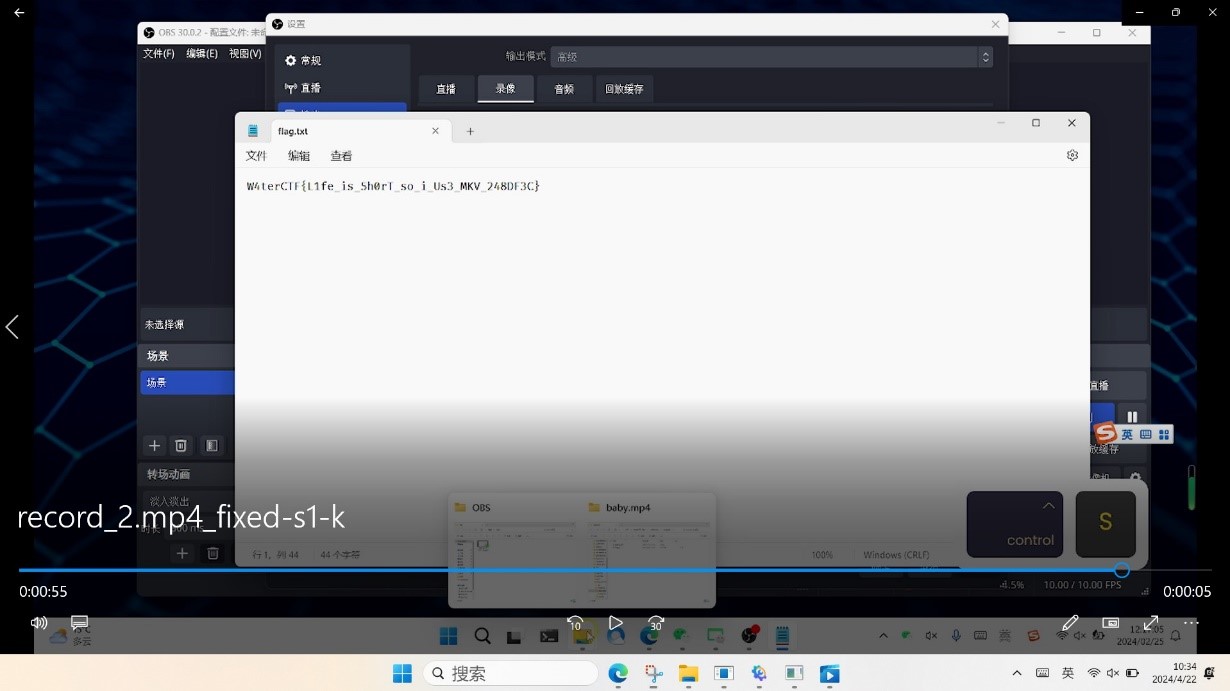 设置
OBS 30.0.2 - 配置文件: 未
文件(F) 编辑(E) 视图(V)
常规
输出模式 高级
直播
直播 录像 音频 回放缓存
flag.txt
文件 编辑 查看
W4terCTF{L1fe_is_5h0rT_so_i_Us3_MKV_248DF3C}
未选择源
场景
场景
直播
英
放缓存
转场动画
淡入淡出
record_2.mp4_fixed-s1-k
OBS baby.mp4
control
S
行 1，列 44 44 个字符 100% Windows (CRLF)
10.00 / 10.00 FPS
0:00:55 0:00:05
10 30
多云
英
2024/02/25
搜索
英
10:34
2024/4/22